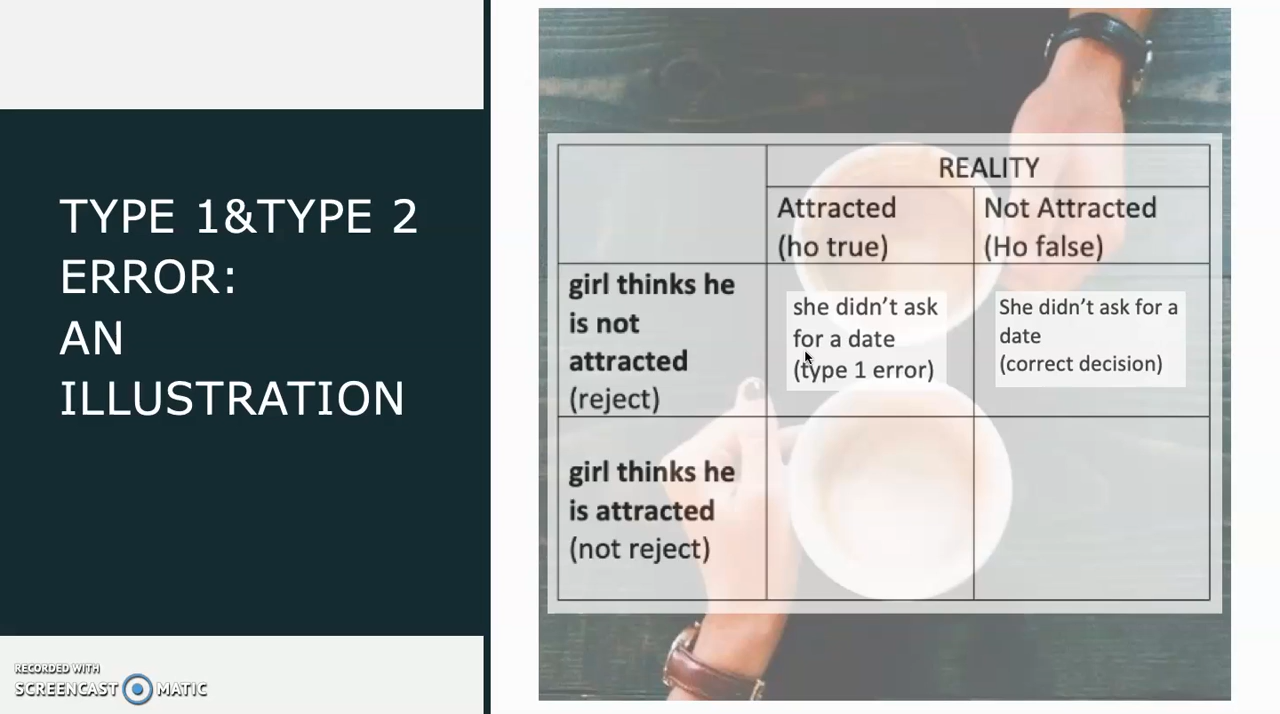 TYPE 1&TYPE 2
ERROR:
AN
ILLUSTRATION
REALITY
Attracted
(ho true)
Not Attracted
(Ho false)
girl thinks he
is not
attracted
(reject)
she didn’t ask
for a date
(type 1 error)
She didn’t ask for a
date
(correct decision)
girl thinks he
is attracted
(not reject)
RECORDED WITH
SCREENCAST MATIC